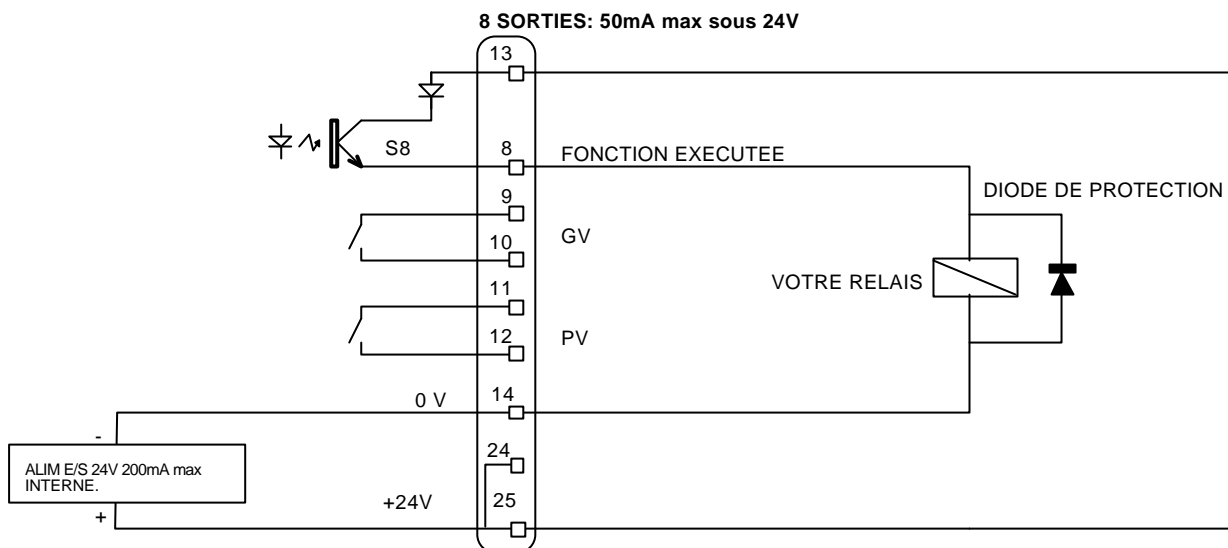 8 SORTIES: 50mA max sous 24V
13
S8
8
FONCTION EXECUTEE
DIODE DE PROTECTION
9
GV
10
VOTRE RELAIS
11
PV
12
0 V
14
-
24
ALIM E/S 24V 200mA max
INTERNE.
+24V
25
+